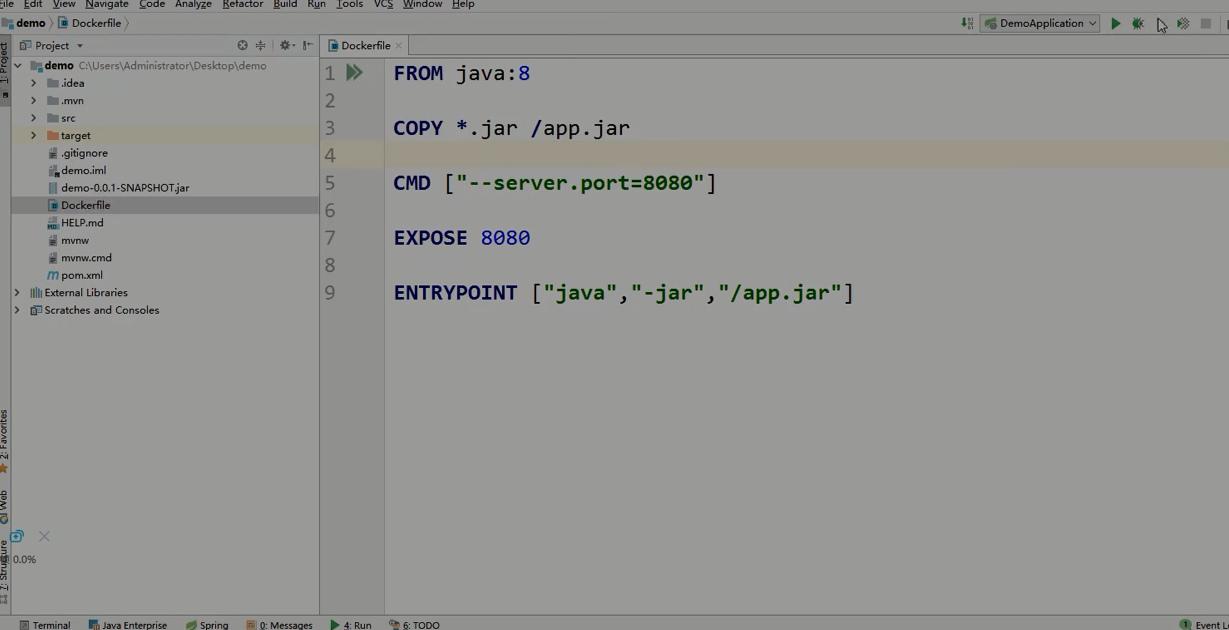 File Edit View Navigate Code Analyze Refactor Build Run Tools VCS Window Help
demo Dockerfile DemoApplication
Project Dockerfile
1: Project
demo C:\Users\Administrator\Desktop\demo
.idea
.mvn
src
target
.gitignore
demo.iml
demo-0.0.1-SNAPSHOT.jar
Dockerfile
HELP.md
mvnw
mvnw.cmd
pom.xml
External Libraries
Scratches and Consoles
1 FROM java:8
2
3 COPY *.jar /app.jar
4
5 CMD ["--server.port=8080"]
6
7 EXPOSE 8080
8
9 ENTRYPOINT ["java","-jar","/app.jar"]
2: Favorites
Web
7: Structure
0.0%
Terminal Java Enterprise Spring 0: Messages 4: Run 6: TODO 1 Event L